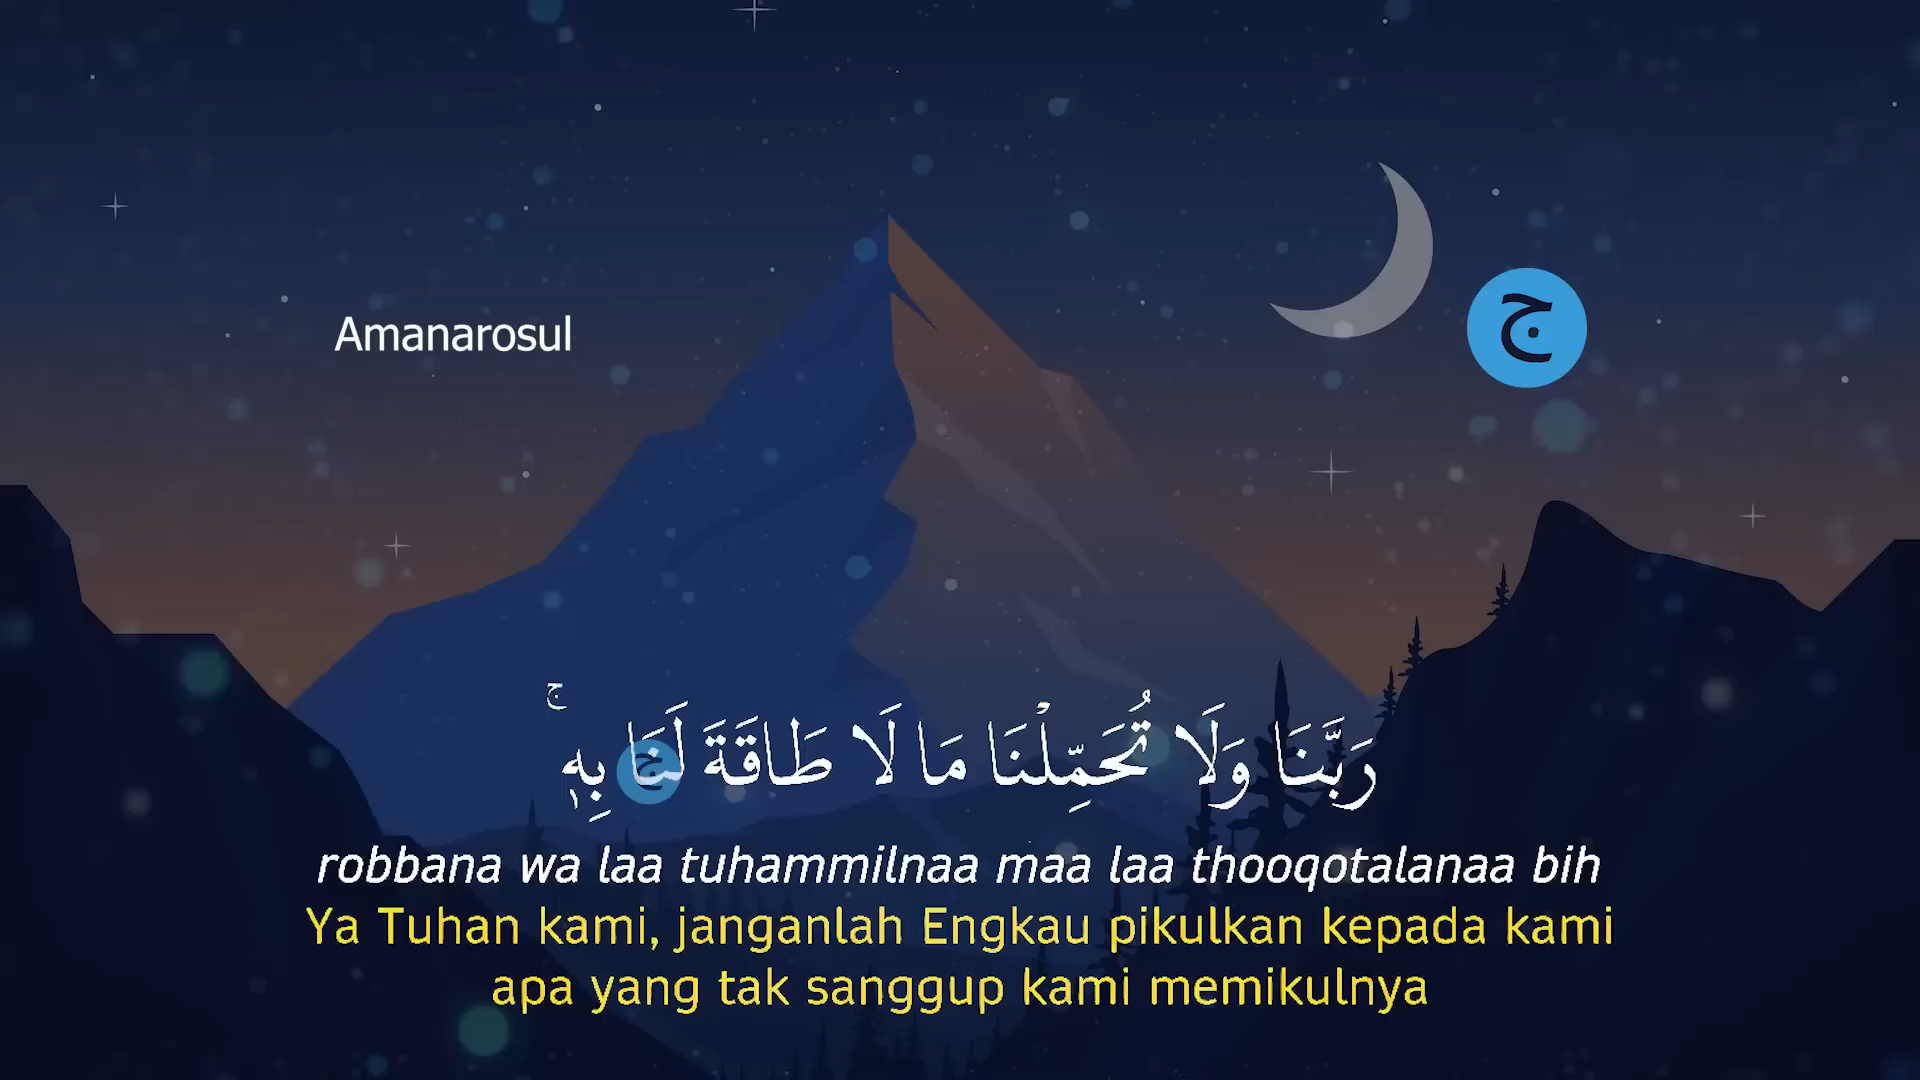 Amanarosul
ج
رَبَّنَا وَلَا تُحَمِّلْنَا مَا لَا طَاقَةَ لَنَا بِهٖۚ
ج
robbana wa laa tuhammilnaa maa laa thooqotalanaa bih
Ya Tuhan kami, janganlah Engkau pikulkan kepada kami
apa yang tak sanggup kami memikulnya